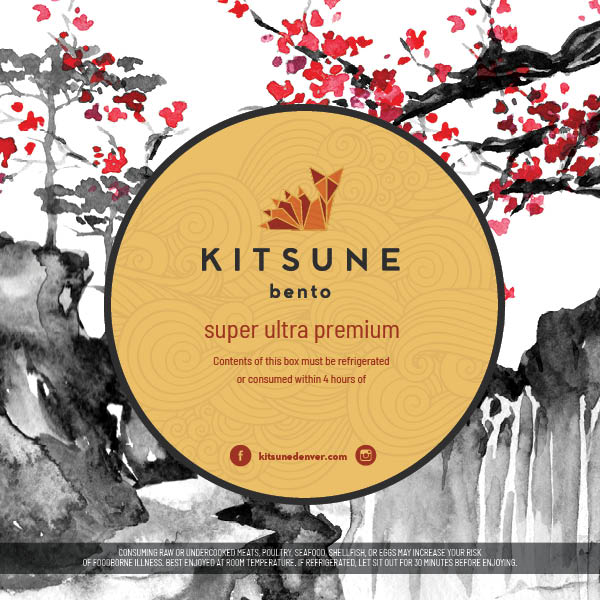 KITSUNE
bento
super ultra premium
Contents of this box must be refrigerated
or consumed within 4 hours of
f kitsunedenver.com
CONSUMING RAW OR UNDERCOOKED MEATS, POULTRY, SEAFOOD, SHELLFISH, OR EGGS MAY INCREASE YOUR RISK
OF FOODBORNE ILLNESS. BEST ENJOYED AT ROOM TEMPERATURE. IF REFRIGERATED, LET SIT OUT FOR 30 MINUTES BEFORE ENJOYING.